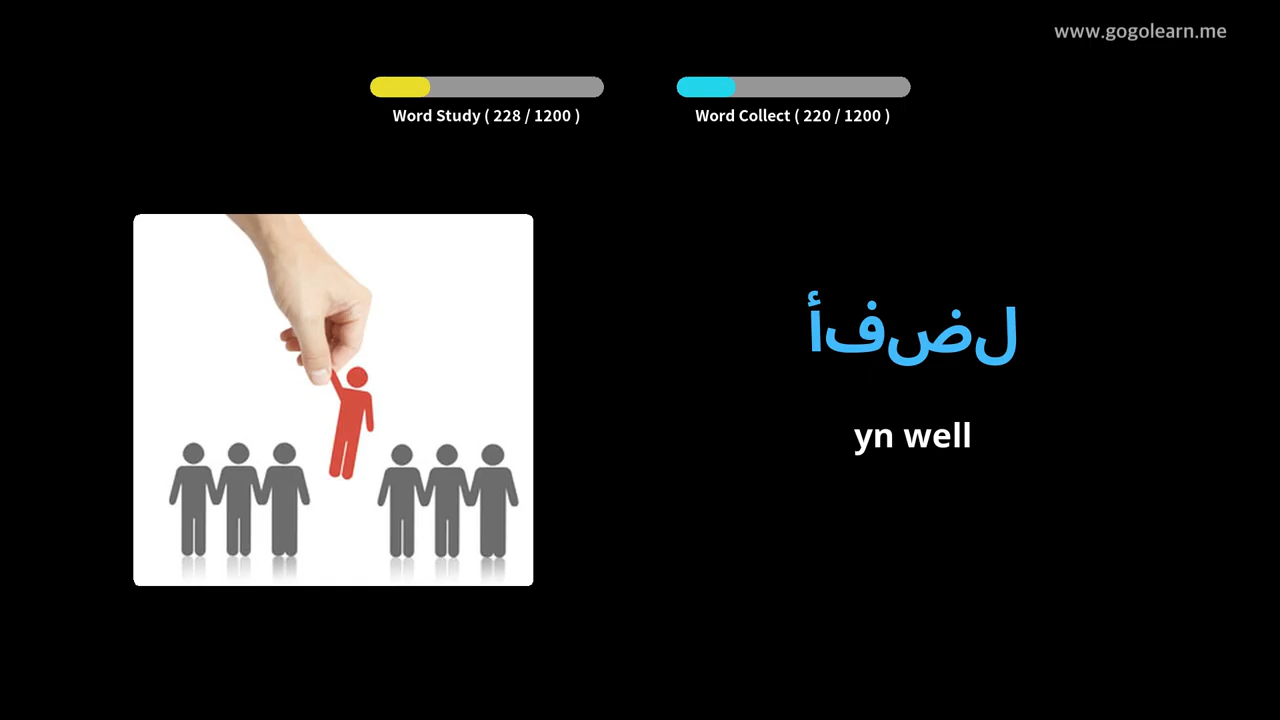 www.gogolearn.me
Word Study ( 228 / 1200 )
Word Collect ( 220 / 1200 )
أفضل
yn well